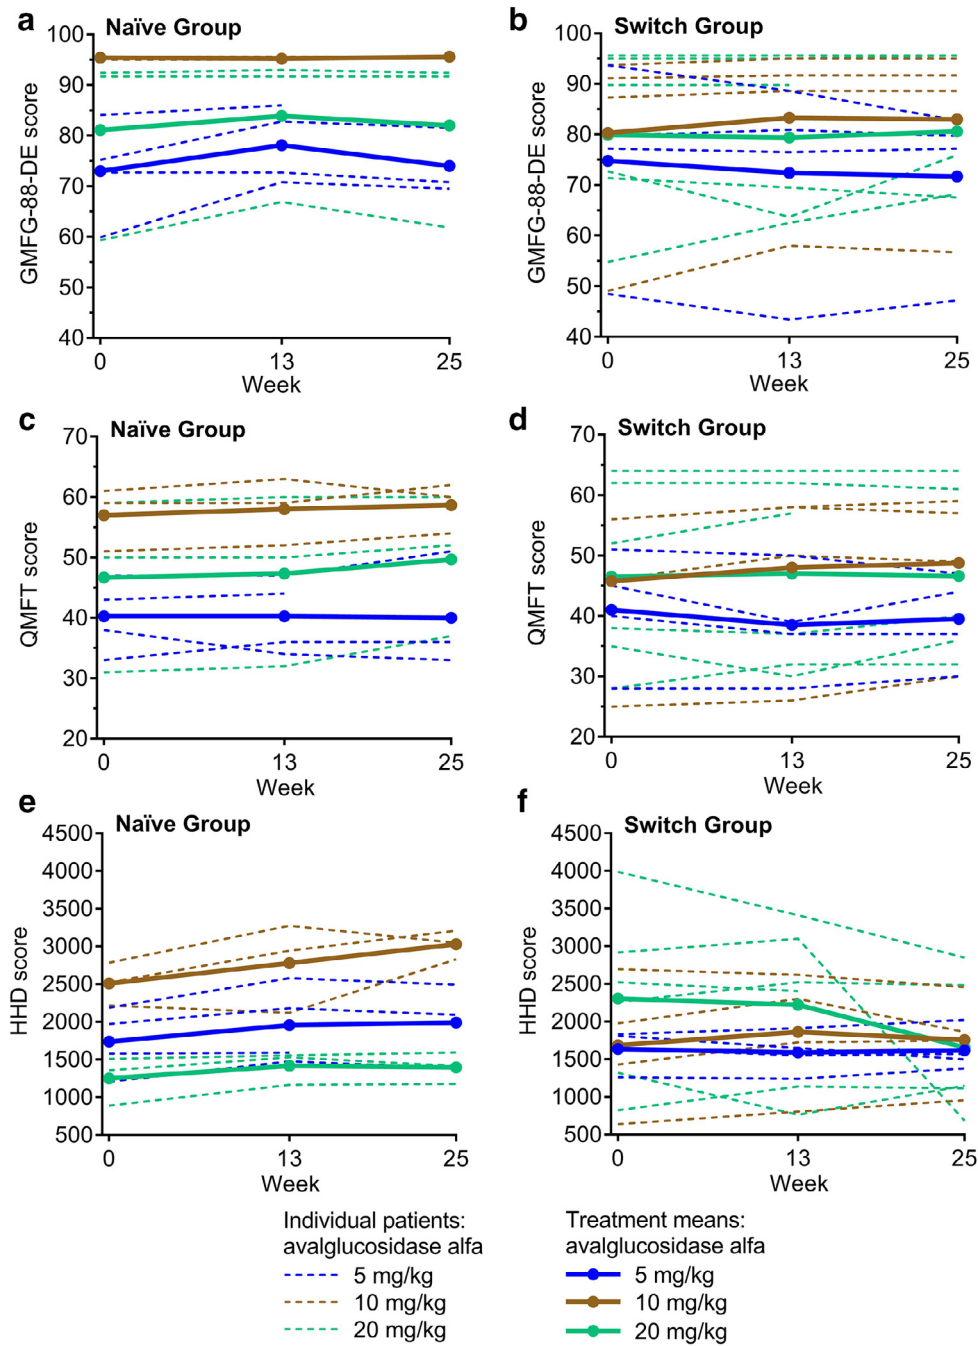 a Naïve Group
100
90
80
70
60
50
40
GMFG-88-DE score
0 13 25
Week
b Switch Group
100
90
80
70
60
50
40
GMFG-88-DE score
0 13 25
Week
c Naïve Group
70
60
50
40
30
20
QMFT score
0 13 25
Week
d Switch Group
70
60
50
40
30
20
QMFT score
0 13 25
Week
e Naïve Group
4500
4000
3500
3000
2500
2000
1500
1000
500
HHD score
0 13 25
Week
f Switch Group
4500
4000
3500
3000
2500
2000
1500
1000
500
HHD score
0 13 25
Week
Individual patients:
avalglucosidase alfa
5 mg/kg
10 mg/kg
20 mg/kg
Treatment means:
avalglucosidase alfa
5 mg/kg
10 mg/kg
20 mg/kg